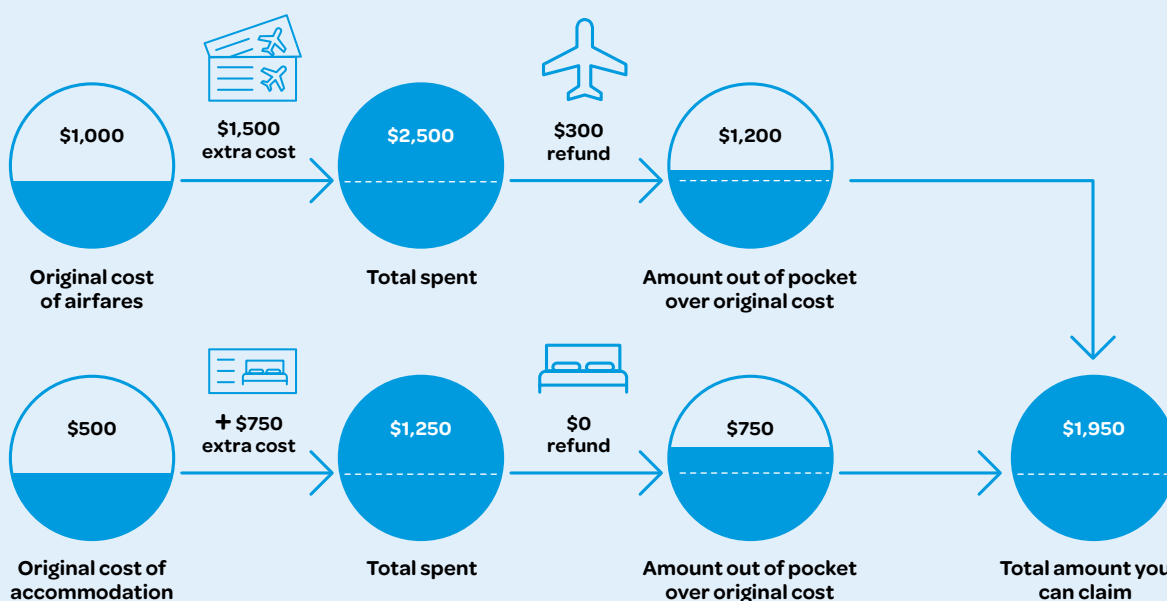 $1,000
$1,500
extra cost
$2,500
$300
refund
$1,200
Original cost
of airfares
Total spent
Amount out of pocket
over original cost
$500
+ $750
extra cost
$1,250
$0
refund
$750
$1,950
Original cost of
accommodation
Total spent
Amount out of pocket
over original cost
Total amount you
can claim